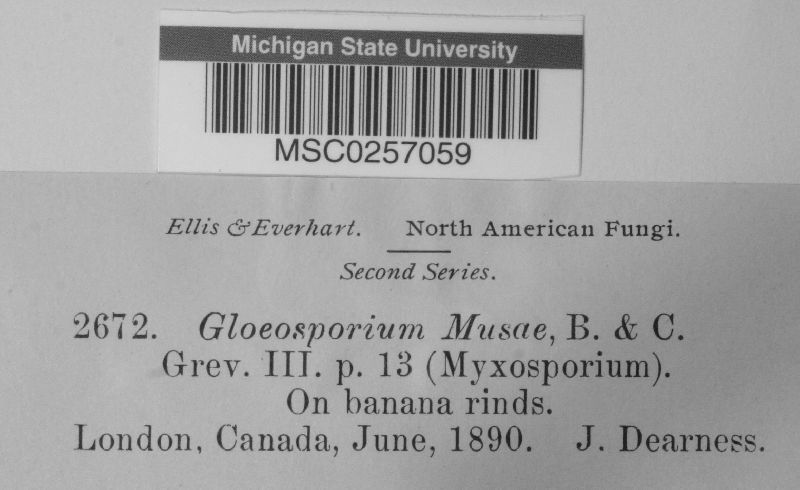 Michigan State University
MSC0257059
Ellis & Everhart. North American Fungi.
Second Series.
2672. Gloeosporium Musae, B. & C.
Grev. III. p. 13 (Myxosporium).
On banana rinds.
London, Canada, June, 1890. J. Dearness.